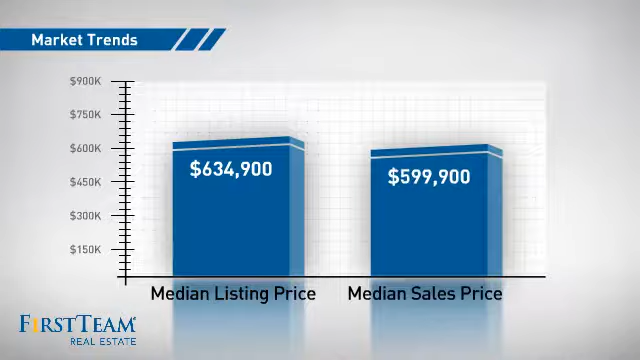 Market Trends
$900K
$750K
$600K
$450K
$300K
$150K
$634,900
$599,900
Median Listing Price
Median Sales Price
FIRSTTEAM®
REAL ESTATE